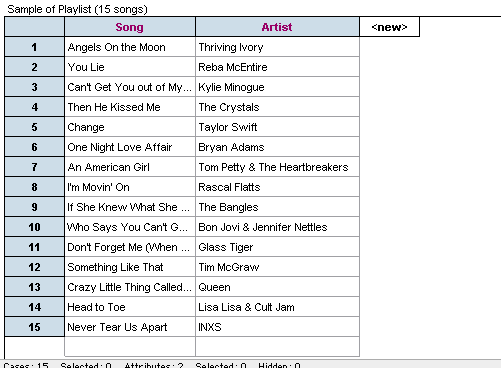 Sample of Playlist (15 songs)
Song Artist <new>
1 Angels On the Moon Thriving Ivory
2 You Lie Reba McEntire
3 Can't Get You out of My... Kylie Minogue
4 Then He Kissed Me The Crystals
5 Change Taylor Swift
6 One Night Love Affair Bryan Adams
7 An American Girl Tom Petty & The Heartbreakers
8 I'm Movin' On Rascal Flatts
9 If She Knew What She ... The Bangles
10 Who Says You Can't G... Bon Jovi & Jennifer Nettles
11 Don't Forget Me (When ... Glass Tiger
12 Something Like That Tim McGraw
13 Crazy Little Thing Called... Queen
14 Head to Toe Lisa Lisa & Cult Jam
15 Never Tear Us Apart INXS
Cases: 15 Selected: 0 Attributes: 2 Selected: 0 Hidden: 0